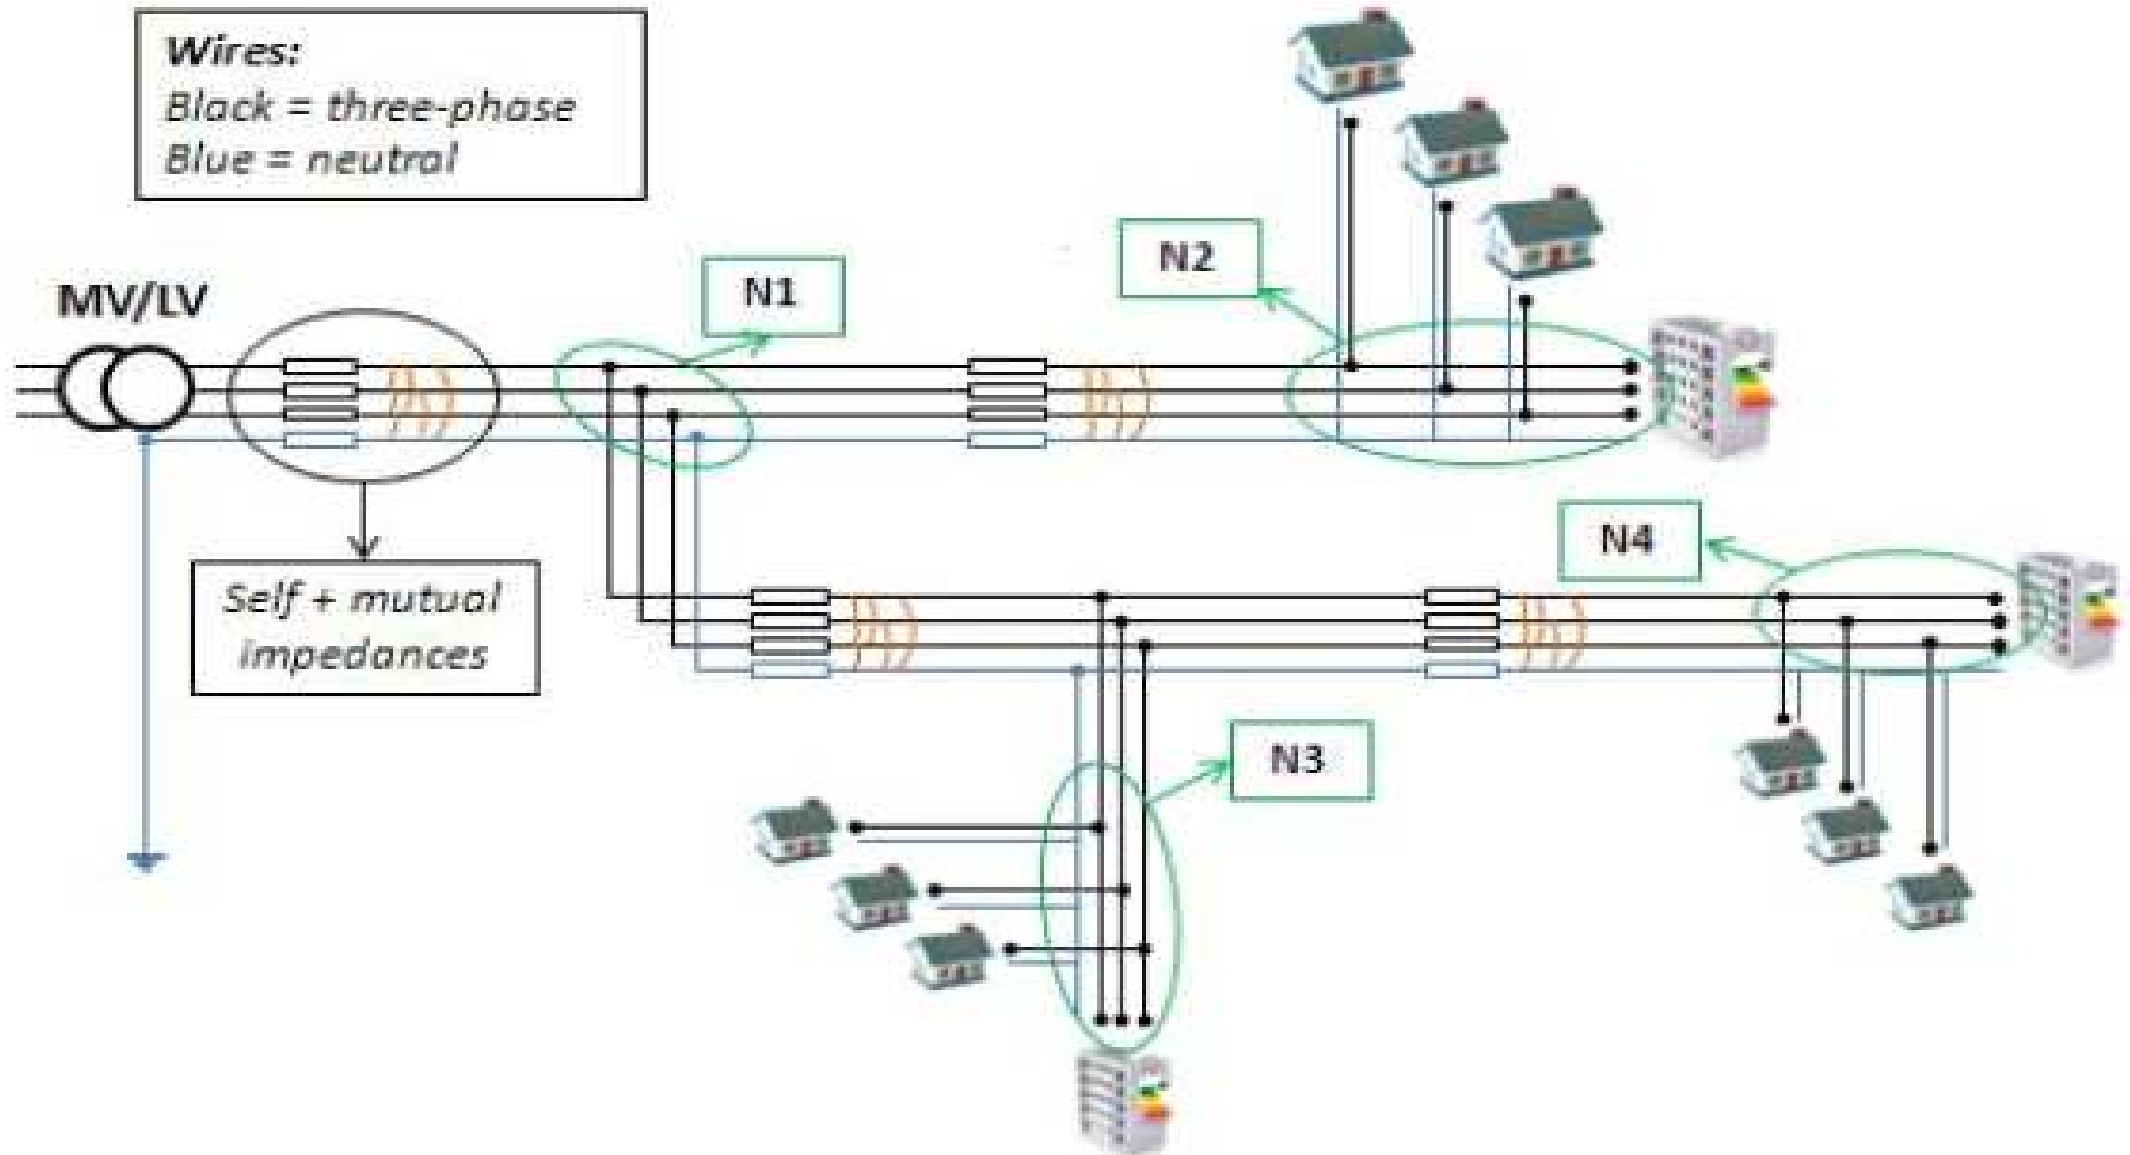 Wires:
Black = three-phase
Blue = neutral
MV/LV
N1
N2
N4
Self + mutual
impedances
N3